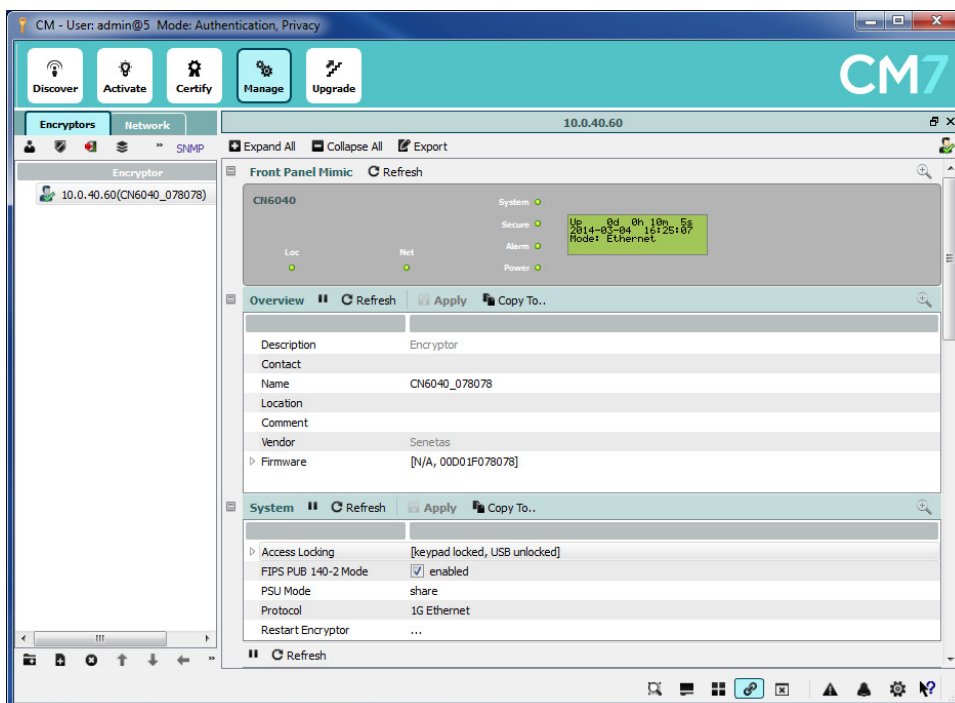 CM - User: admin@5 Mode: Authentication, Privacy
Discover Activate Certify Manage Upgrade CM7
Encryptors Network 10.0.40.60
» SNMP Expand All Collapse All Export
Encryptor
10.0.40.60(CN6040_078078)
Front Panel Mimic Refresh
CN6040
System
Secure
Alarm
Power
Loc
Net
Up 0d 0h 10m 5s
2014-03-04 16:25:07
Mode: Ethernet
Overview Refresh Apply Copy To..
Description Encryptor
Contact
Name CN6040_078078
Location
Comment
Vendor Senetas
Firmware [N/A, 00D01F078078]
System Refresh Apply Copy To..
Access Locking [keypad locked, USB unlocked]
FIPS PUB 140-2 Mode enabled
PSU Mode share
Protocol 1G Ethernet
Restart Encryptor ...
Refresh
»